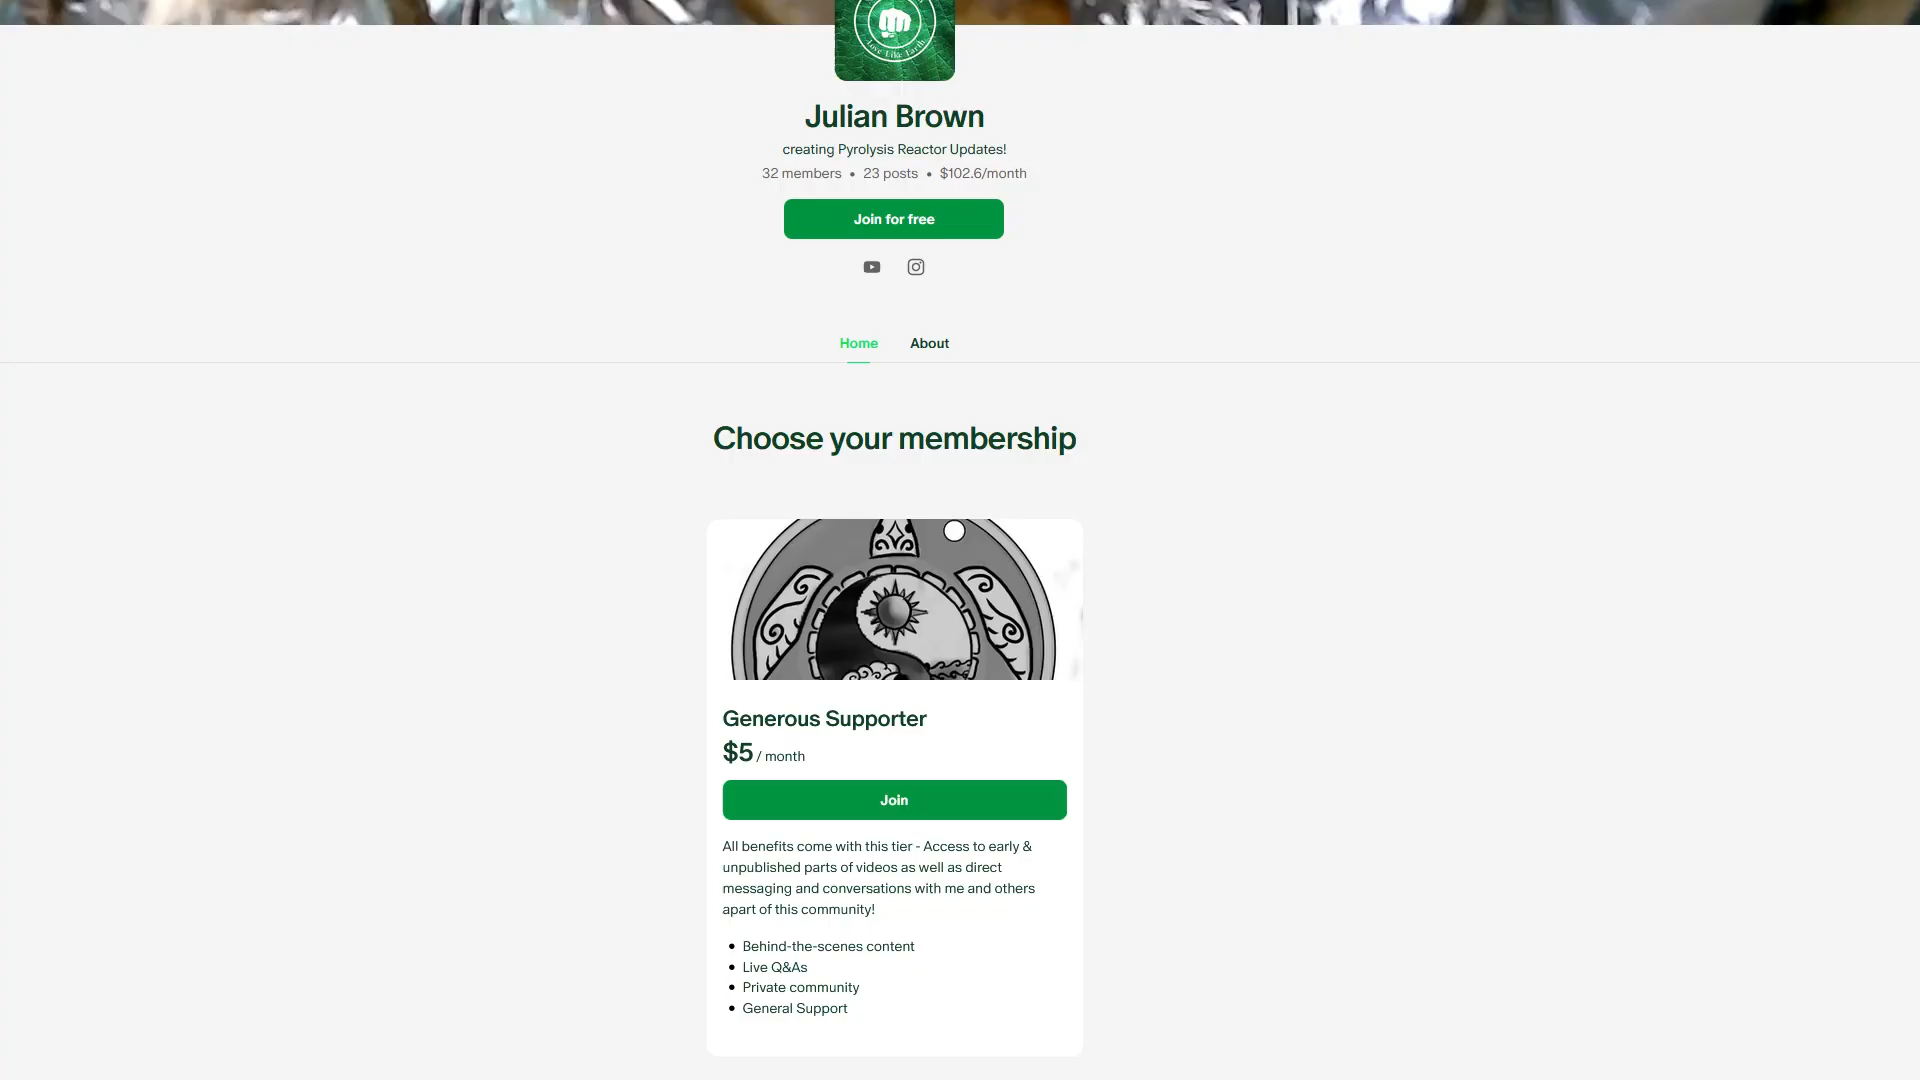 Love Like Earth
Julian Brown
creating Pyrolysis Reactor Updates!
32 members • 23 posts • $102.6/month
Join for free
Home About
Choose your membership
Generous Supporter
$5 / month
Join
All benefits come with this tier - Access to early &
unpublished parts of videos as well as direct
messaging and conversations with me and others
apart of this community!
• Behind-the-scenes content
• Live Q&As
• Private community
• General Support